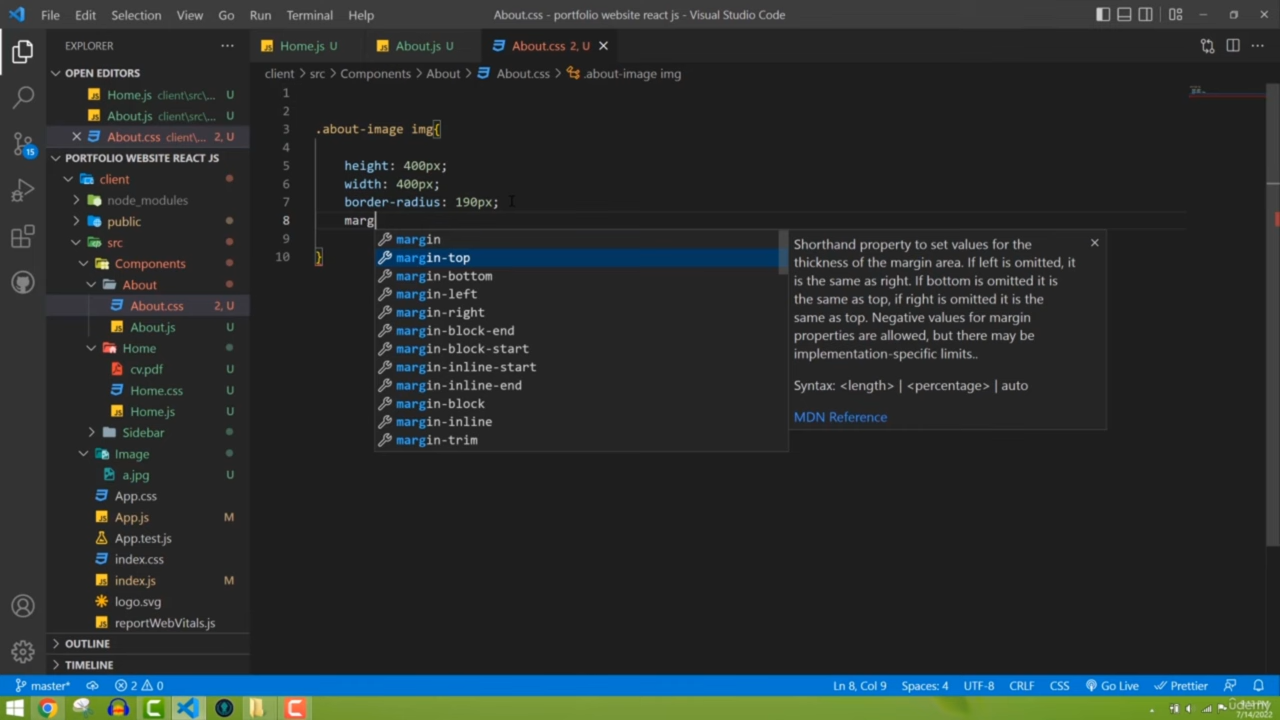 File Edit Selection View Go Run Terminal Help About.css - portfolio website react js - Visual Studio Code
EXPLORER
Home.js U About.js U About.css 2, U
OPEN EDITORS
Home.js client\src\... U
About.js client\src\... U
About.css client\... 2, U
PORTFOLIO WEBSITE REACT JS
client
node_modules
public
src
Components
About
About.css 2, U
About.js U
Home
cv.pdf U
Home.css U
Home.js U
Sidebar
Image
a.jpg U
App.css
App.js M
App.test.js
index.css
index.js M
logo.svg
reportWebVitals.js
OUTLINE
TIMELINE
15
client > src > Components > About > About.css > .about-image img
1
2
3 .about-image img{
4
5 height: 400px;
6 width: 400px;
7 border-radius: 190px;
8 marg
9
10 }
margin
margin-top
margin-bottom
margin-left
margin-right
margin-block-end
margin-block-start
margin-inline-start
margin-inline-end
margin-block
margin-inline
margin-trim
Shorthand property to set values for the
thickness of the margin area. If left is omitted, it
is the same as right. If bottom is omitted it is
the same as top, if right is omitted it is the
same as top. Negative values for margin
properties are allowed, but there may be
implementation-specific limits..
Syntax: <length> | <percentage> | auto
MDN Reference
master* 2 0 Ln 8, Col 9 Spaces: 4 UTF-8 CRLF CSS Go Live Prettier
udemy
7/14/2022